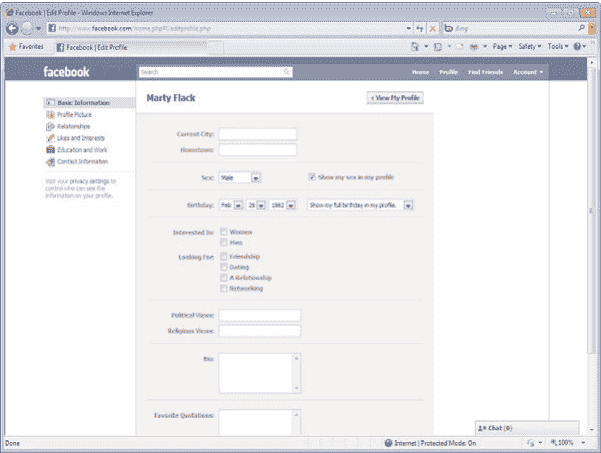 Facebook | Edit Profile - Windows Internet Explorer
http://www.facebook.com/home.php#!/editprofile.php
Bing
Favorites
Facebook | Edit Profile
Page
Safety
Tools
facebook
Search
Home
Profile
Find Friends
Account
Basic Information
Profile Picture
Relationships
Likes and Interests
Education and Work
Contact Information
Visit your privacy settings to
control who can see the
information on your profile.
Marty Flack
View My Profile
Current City:
Hometown:
Sex: Male
Show my sex in my profile
Birthday: Feb
Show my full birthday in my profile.
Interested In: Women
Men
Looking For: Friendship
Dating
A Relationship
Networking
Political Views:
Religious Views:
Bio:
Favorite Quotations:
Chat (0)
Done
Internet | Protected Mode: On
100%